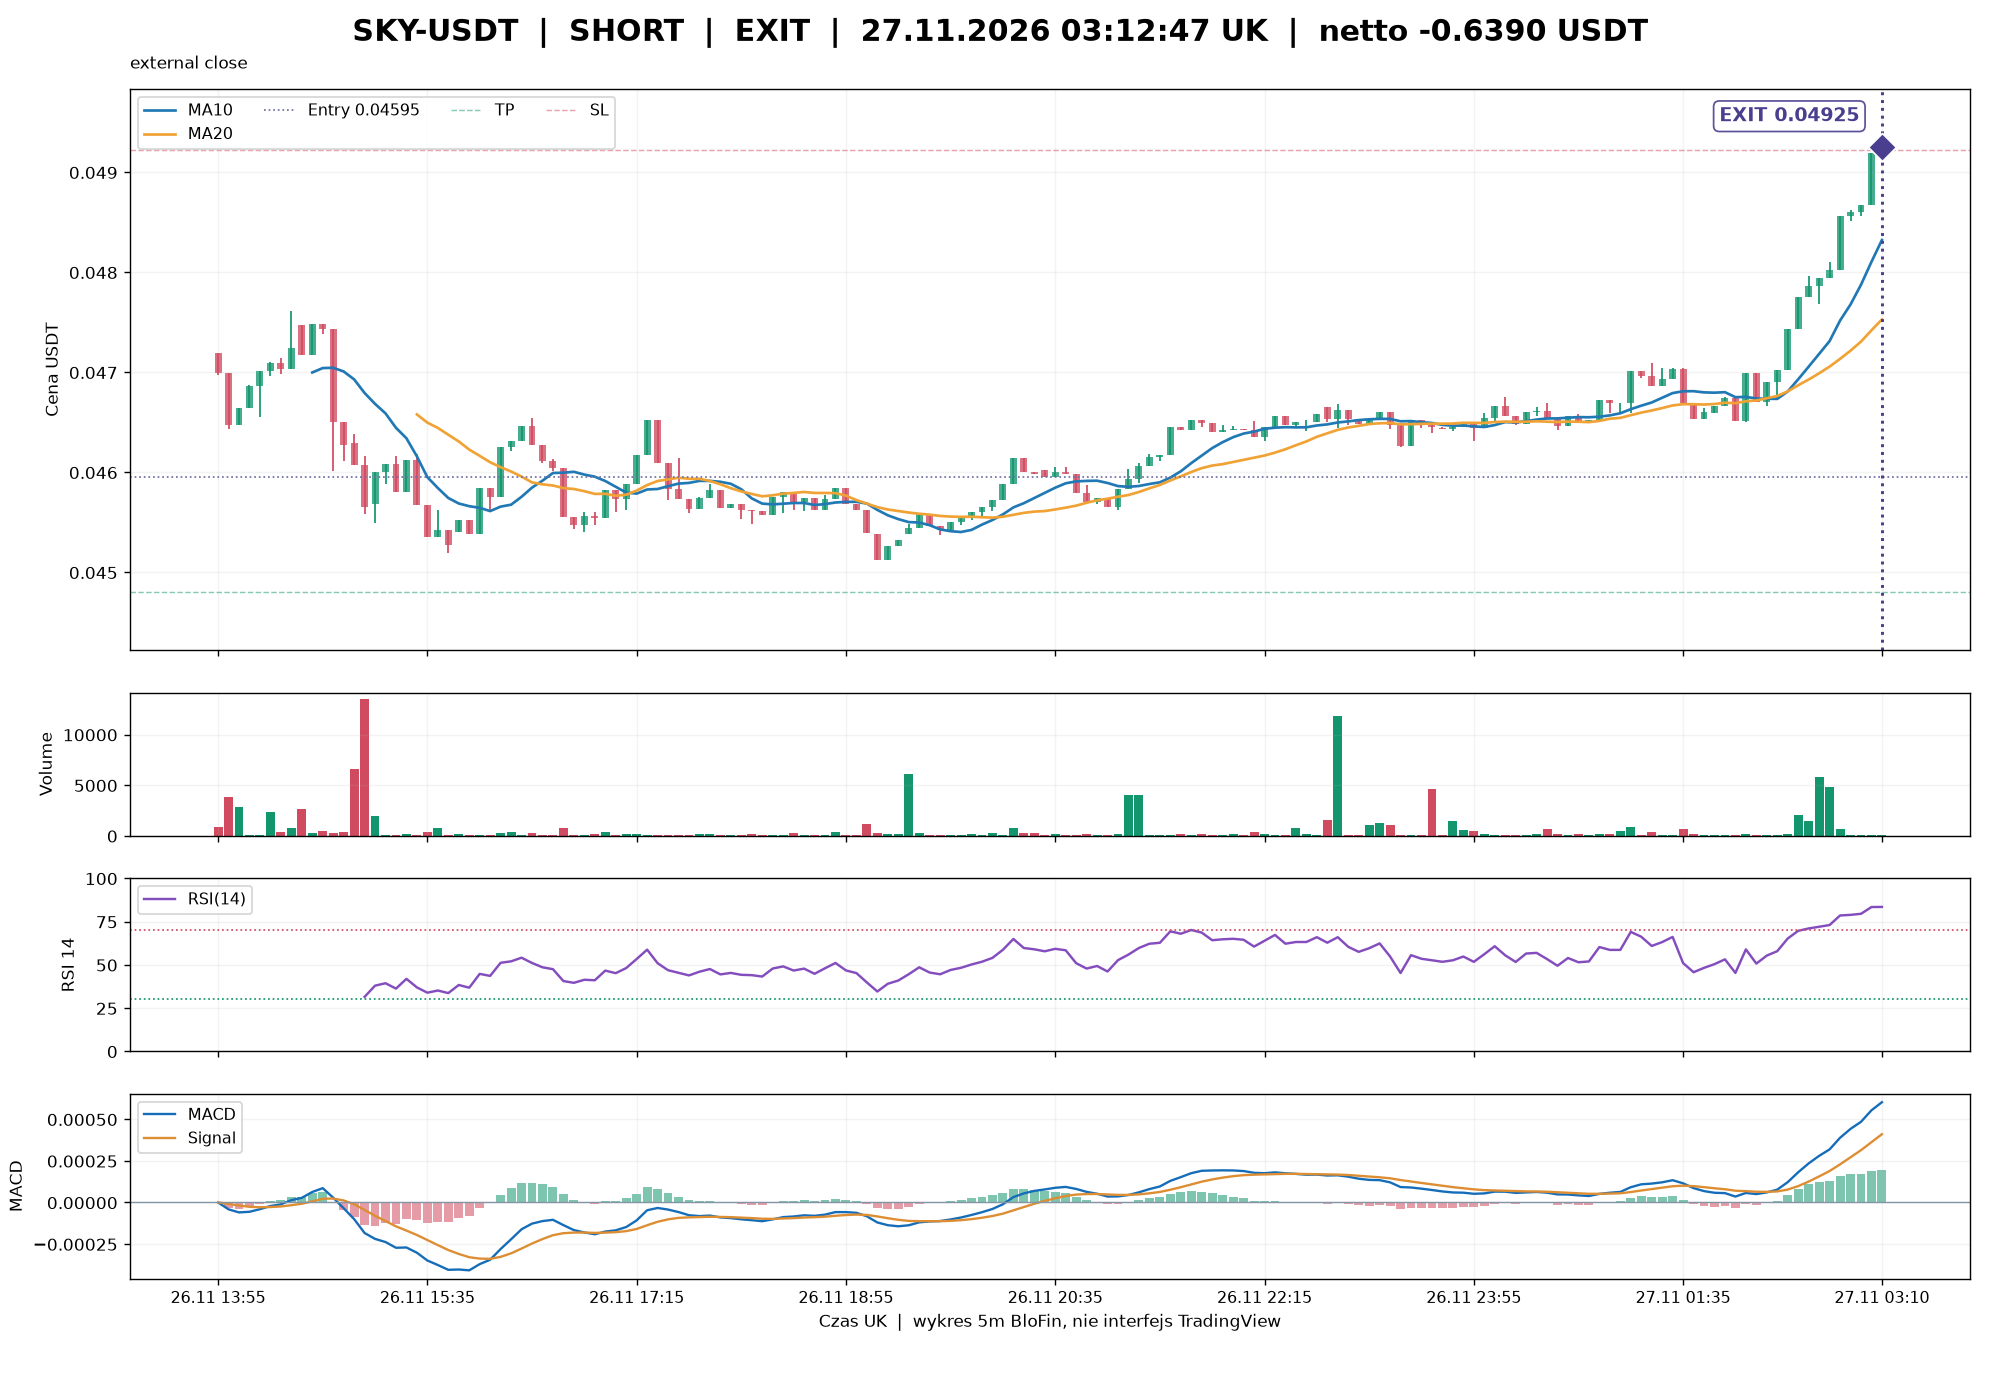 SKY-USDT | SHORT | EXIT | 27.11.2026 03:12:47 UK | netto -0.6390 USDT
external close
MA10
MA20
Entry 0.04595
TP
SL
EXIT 0.04925
Cena USDT
0.049
0.048
0.047
0.046
0.045
Volume
10000
5000
0
RSI(14)
RSI 14
100
75
50
25
0
MACD
Signal
MACD
0.00050
0.00025
0.00000
−0.00025
26.11 13:55
26.11 15:35
26.11 17:15
26.11 18:55
26.11 20:35
26.11 22:15
26.11 23:55
27.11 01:35
27.11 03:10
Czas UK | wykres 5m BloFin, nie interfejs TradingView